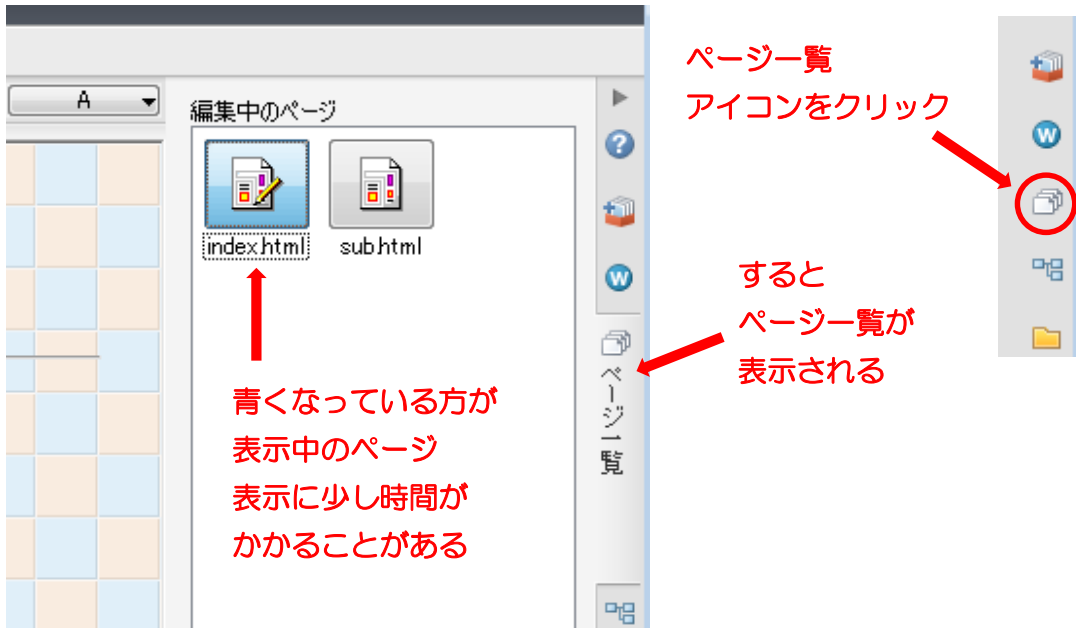 ページ一覧
アイコンをクリック
A
編集中のページ
index.html
sub.html
すると
ページ一覧が
表示される
ページ一覧
青くなっている方が
表示中のページ
表示に少し時間が
かかることがある
?
W
W